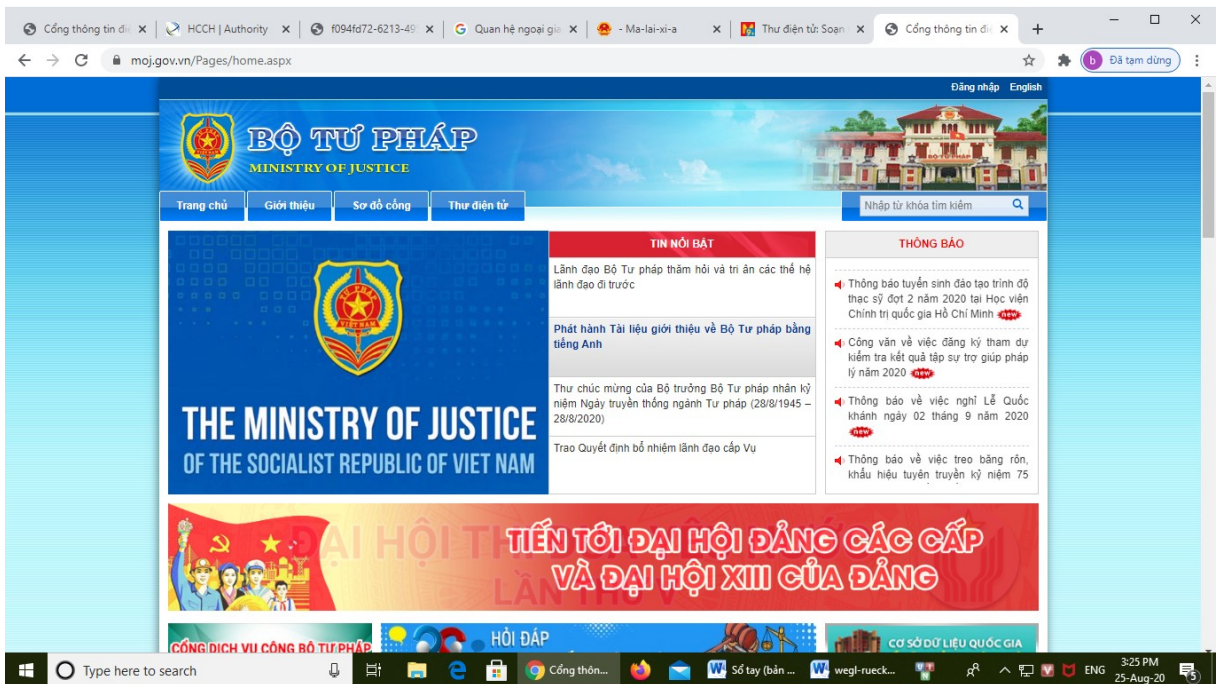 Cổng thông tin điệ
HCCH | Authority
f094fd72-6213-49
Quan hệ ngoại gia
- Ma-lai-xi-a
Thư điện tử: Soạn
Cổng thông tin điệ
moj.gov.vn/Pages/home.aspx
b
Đã tạm dừng
Đăng nhập English
BỘ TƯ PHÁP
MINISTRY OF JUSTICE
BỘ TƯ PHÁP
Trang chủ Giới thiệu Sơ đồ cổng Thư điện tử
Nhập từ khóa tìm kiếm
TƯ PHÁP
VIỆT NAM
THE MINISTRY OF JUSTICE
OF THE SOCIALIST REPUBLIC OF VIET NAM
TIN NỔI BẬT
Lãnh đạo Bộ Tư pháp thăm hỏi và tri ân các thế hệ
lãnh đạo đi trước
Phát hành Tài liệu giới thiệu về Bộ Tư pháp bằng
tiếng Anh
Thư chúc mừng của Bộ trưởng Bộ Tư pháp nhân kỷ
niệm Ngày truyền thống ngành Tư pháp (28/8/1945 –
28/8/2020)
Trao Quyết định bổ nhiệm lãnh đạo cấp Vụ
THÔNG BÁO
Thông báo tuyển sinh đào tạo trình độ
thạc sỹ đợt 2 năm 2020 tại Học viện
Chính trị quốc gia Hồ Chí Minh new
Công văn về việc đăng ký tham dự
kiểm tra kết quả tập sự trợ giúp pháp
lý năm 2020 new
Thông báo về việc nghỉ Lễ Quốc
khánh ngày 02 tháng 9 năm 2020
new
Thông báo về việc treo băng rôn,
khẩu hiệu tuyên truyền kỷ niệm 75
TIẾN TỚI ĐẠI HỘI ĐẢNG CÁC CẤP
VÀ ĐẠI HỘI XIII CỦA ĐẢNG
CỔNG DỊCH VỤ CÔNG BỘ TƯ PHÁP
HỎI ĐÁP
CƠ SỞ DỮ LIỆU QUỐC GIA
Type here to search
Cổng thôn...
Sổ tay (bản ...
wegl-rueck...
ENG
3:25 PM
25-Aug-20
5